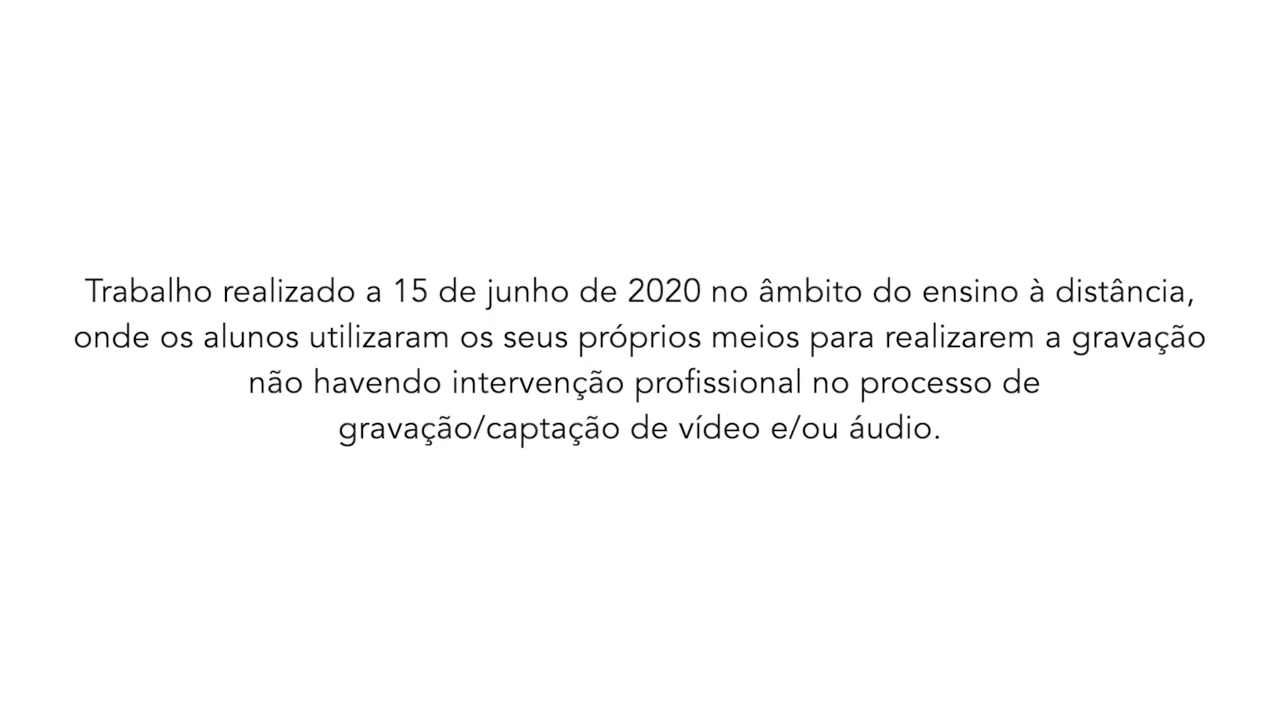 Trabalho realizado a 15 de junho de 2020 no âmbito do ensino à distância,
onde os alunos utilizaram os seus próprios meios para realizarem a gravação
não havendo intervenção profissional no processo de
gravação/captação de vídeo e/ou áudio.